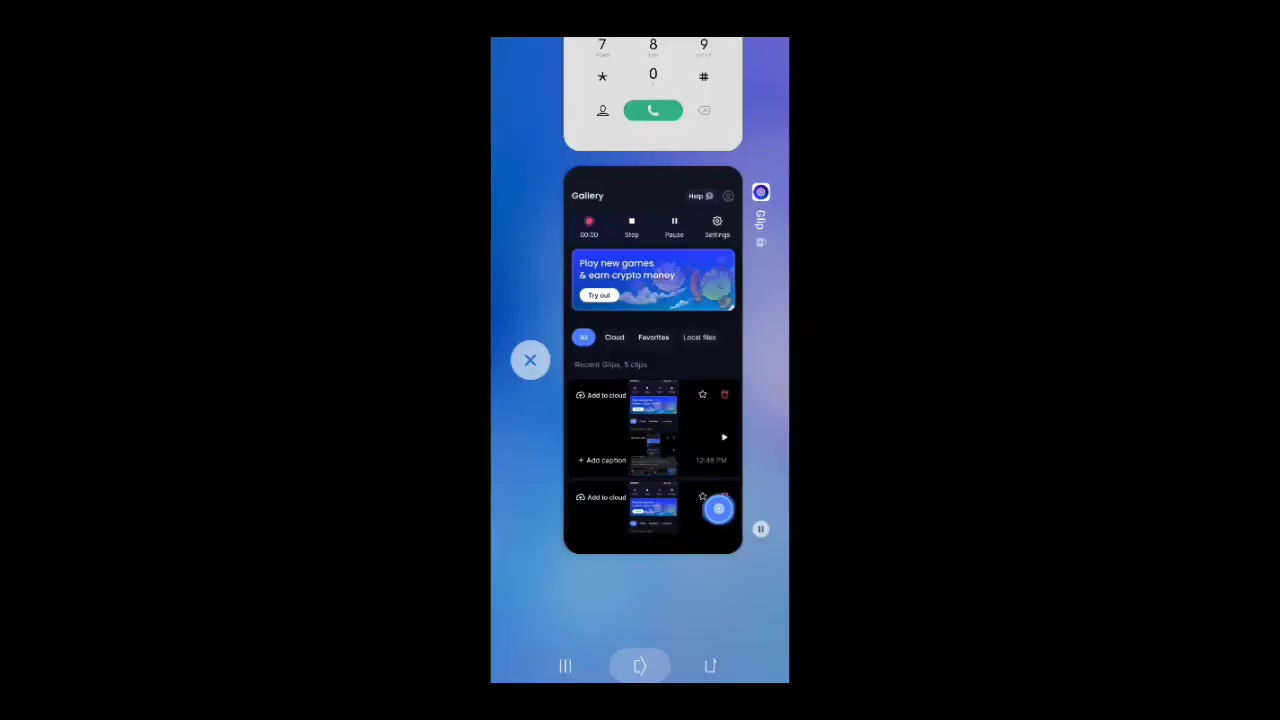 7 8 9
* 0 #
Gallery
Help
00:00 Stop Pause Settings
Glip
Play new games
& earn crypto money
Try out
All Cloud Favorites Local files
Recent Glips, 5 clips
Add to cloud
+ Add caption 12:48 PM
Add to cloud